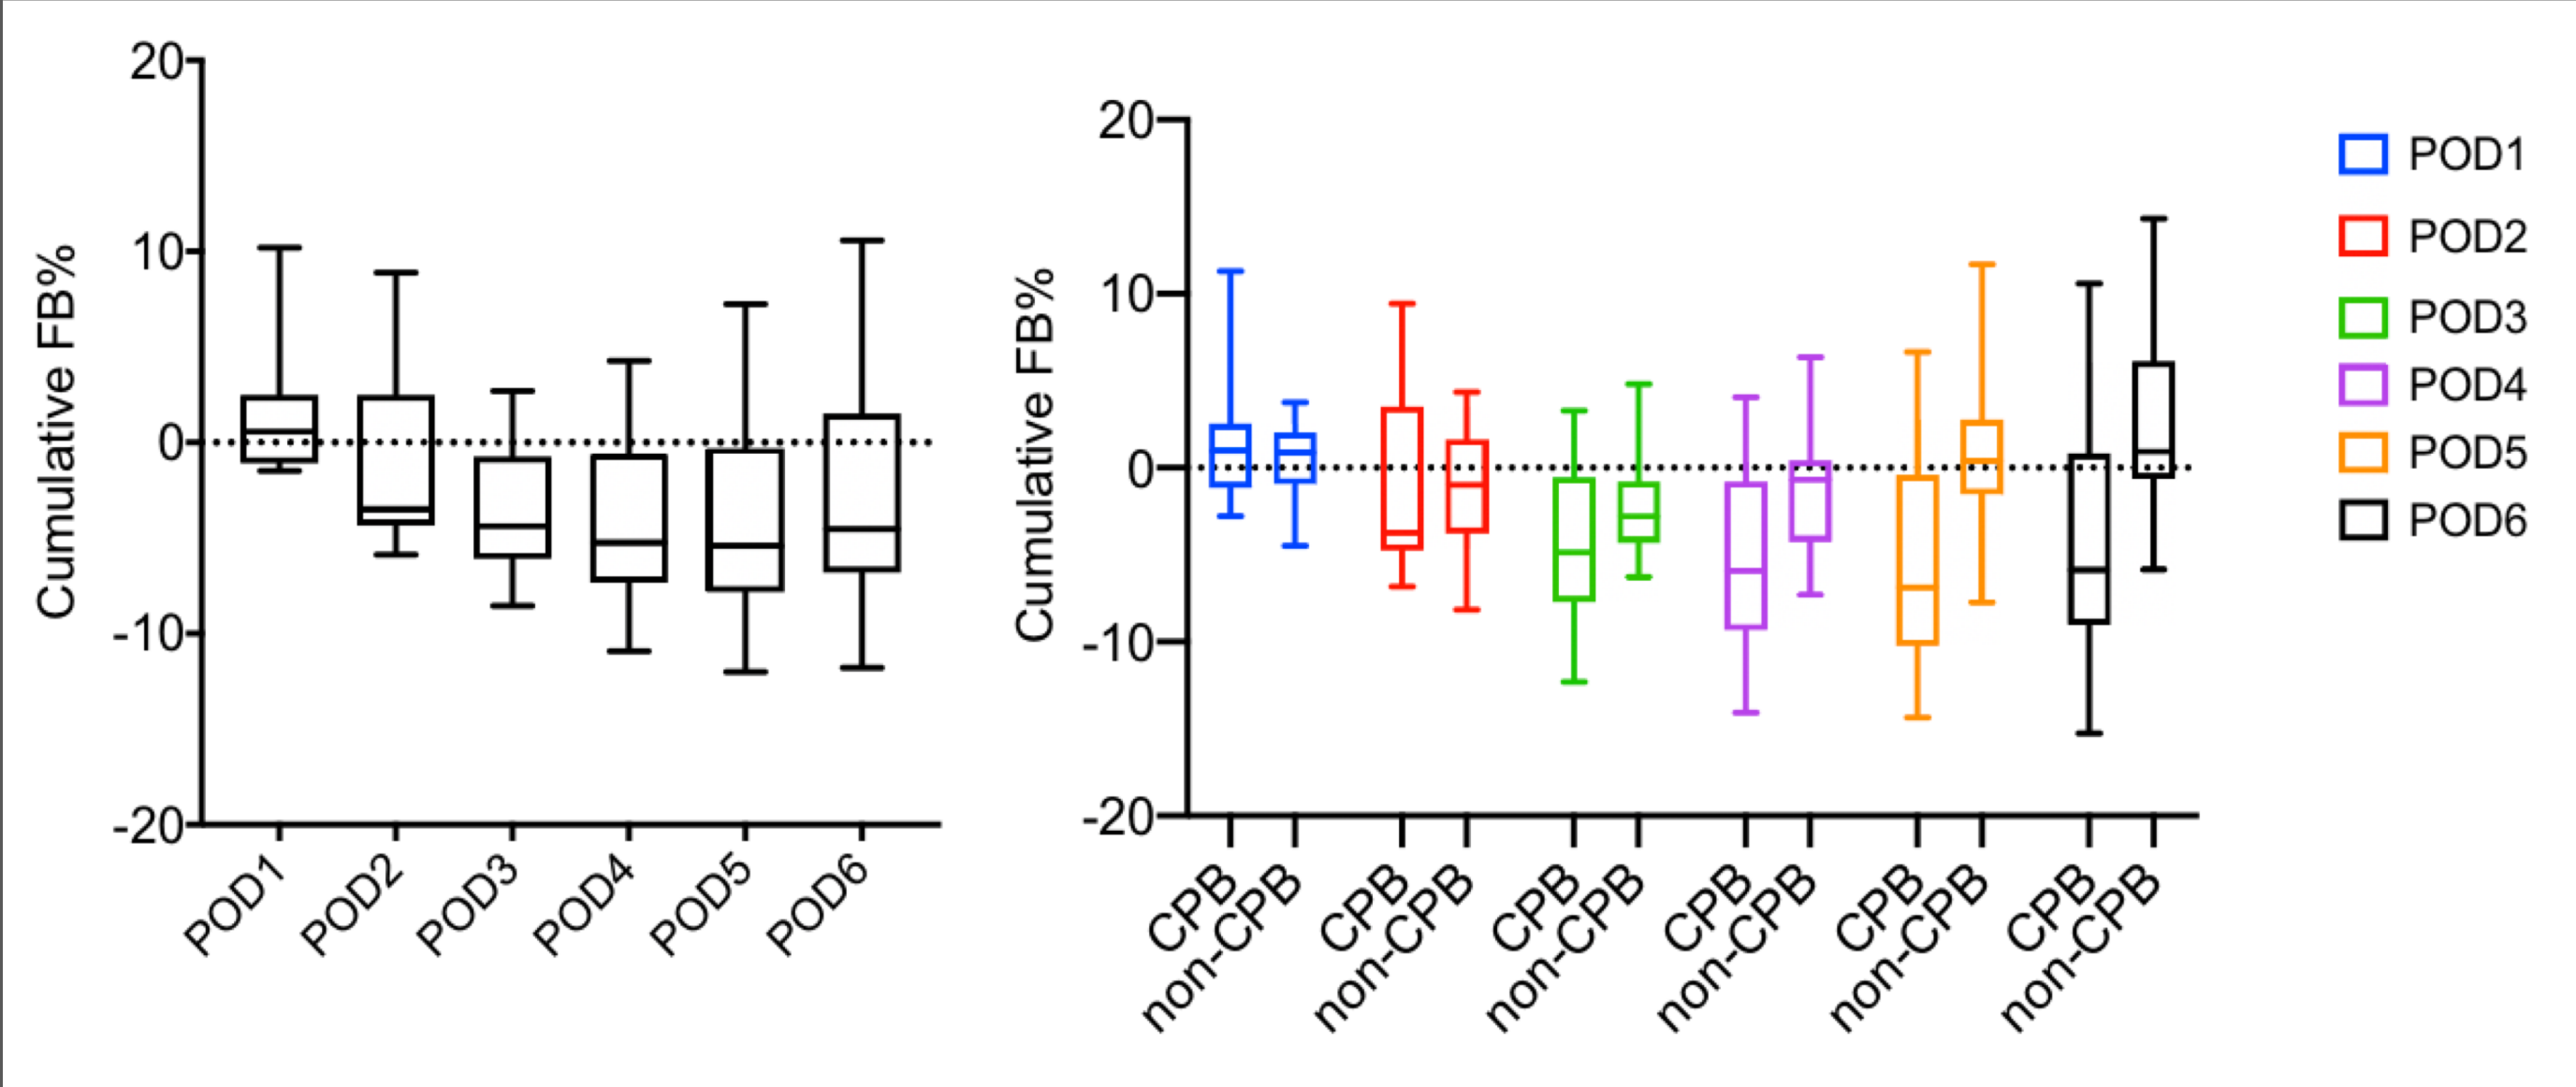 Cumulative FB%
20
10
0
-10
-20
POD1
POD2
POD3
POD4
POD5
POD6
Cumulative FB%
20
10
0
-10
-20
CPB
non-CPB
CPB
non-CPB
CPB
non-CPB
CPB
non-CPB
CPB
non-CPB
CPB
non-CPB
POD1
POD2
POD3
POD4
POD5
POD6